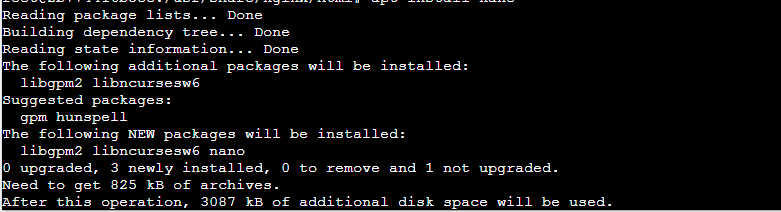 Reading package lists... Done
Building dependency tree... Done
Reading state information... Done
The following additional packages will be installed:
libgpm2 libncursesw6
Suggested packages:
gpm hunspell
The following NEW packages will be installed:
libgpm2 libncursesw6 nano
0 upgraded, 3 newly installed, 0 to remove and 1 not upgraded.
Need to get 825 kB of archives.
After this operation, 3087 kB of additional disk space will be used.